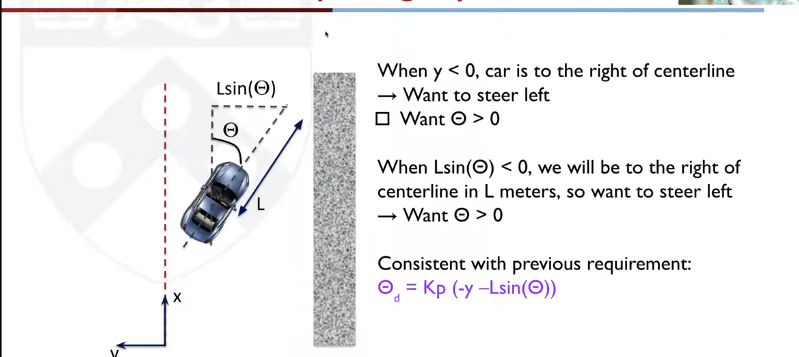 When y < 0, car is to the right of centerline
→ Want to steer left
□ Want Θ > 0
When Lsin(Θ) < 0, we will be to the right of
centerline in L meters, so want to steer left
→ Want Θ > 0
Consistent with previous requirement:
Θd = Kp (-y –Lsin(Θ))
Lsin(Θ)
Θ
L
x
y